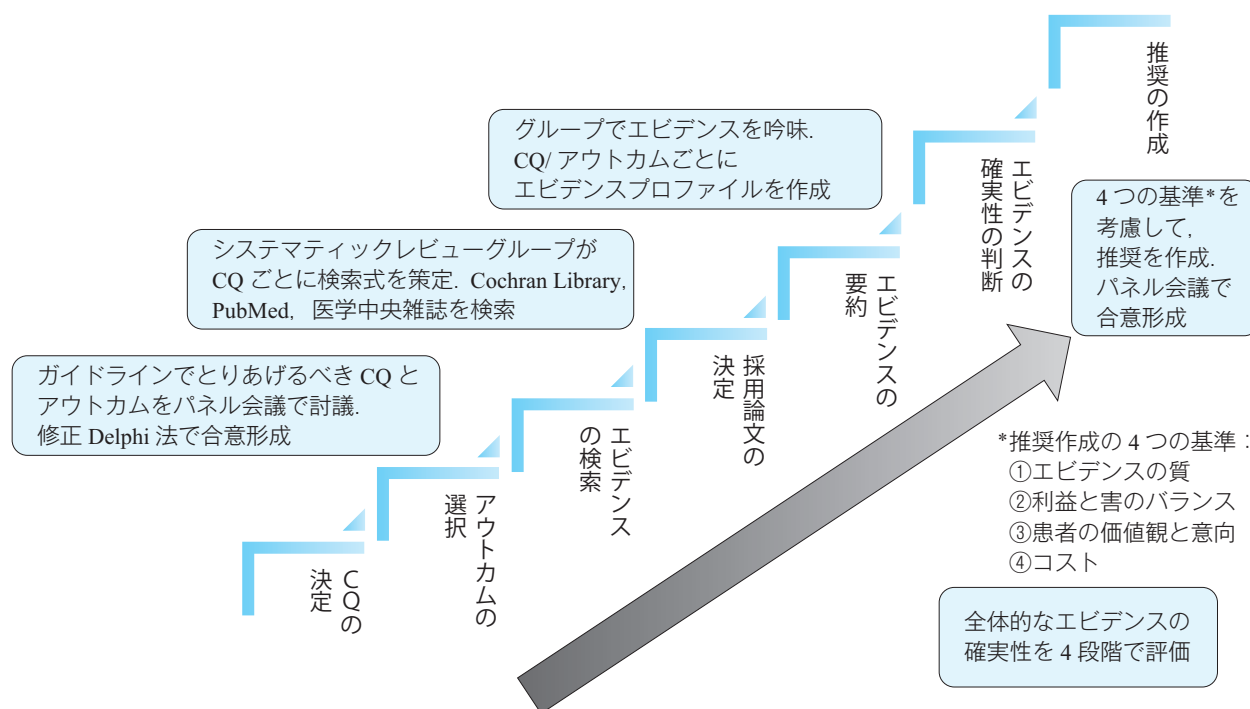 推奨の作成
グループでエビデンスを吟味.
CQ/ アウトカムごとに
エビデンスプロファイルを作成
エビデンスの
確実性の判断
4 つの基準*を
考慮して,
推奨を作成.
パネル会議で
合意形成
システマティックレビューグループが
CQ ごとに検索式を策定. Cochran Library,
PubMed, 医学中央雑誌を検索
エビデンスの
要約
採用論文の
決定
ガイドラインでとりあげるべき CQ と
アウトカムをパネル会議で討議.
修正 Delphi 法で合意形成
エビデンス
の検索
アウトカムの
選択
CQの
決定
*推奨作成の 4 つの基準：
①エビデンスの質
②利益と害のバランス
③患者の価値観と意向
④コスト
全体的なエビデンスの
確実性を 4 段階で評価